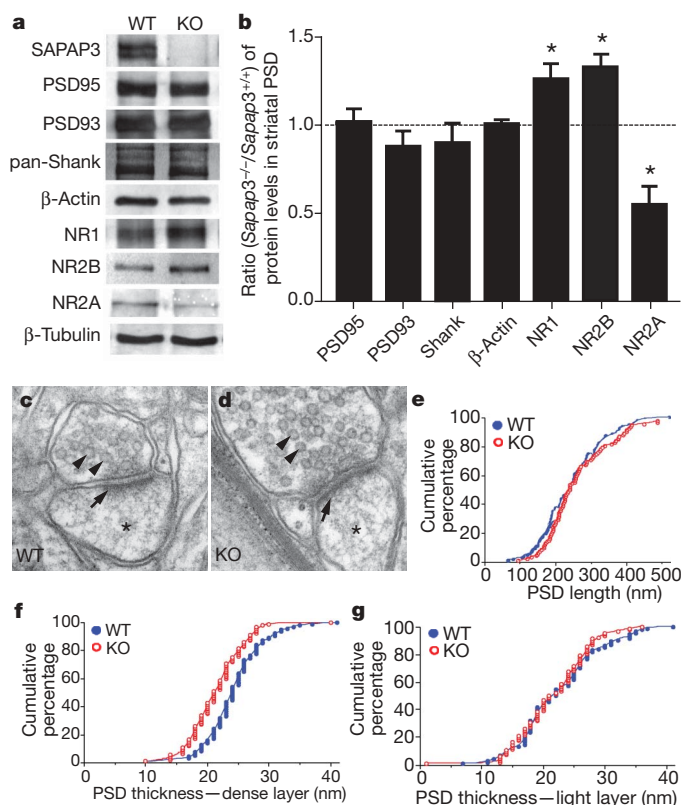 a
WT KO
SAPAP3
PSD95
PSD93
pan-Shank
β-Actin
NR1
NR2B
NR2A
β-Tubulin
b
Ratio (Sapap3–/–/Sapap3+/+) of
protein levels in striatal PSD
1.5
1.0
0.5
0.0
* * *
PSD95 PSD93 Shank β-Actin NR1 NR2B NR2A
c
*
WT
d
*
KO
e
WT
KO
Cumulative
percentage
100
80
60
40
20
0
0 100 200 300 400 500
PSD length (nm)
f
WT
KO
Cumulative
percentage
100
80
60
40
20
0
0 10 20 30 40
PSD thickness—dense layer (nm)
g
WT
KO
Cumulative
percentage
100
80
60
40
20
0
0 10 20 30 40
PSD thickness—light layer (nm)